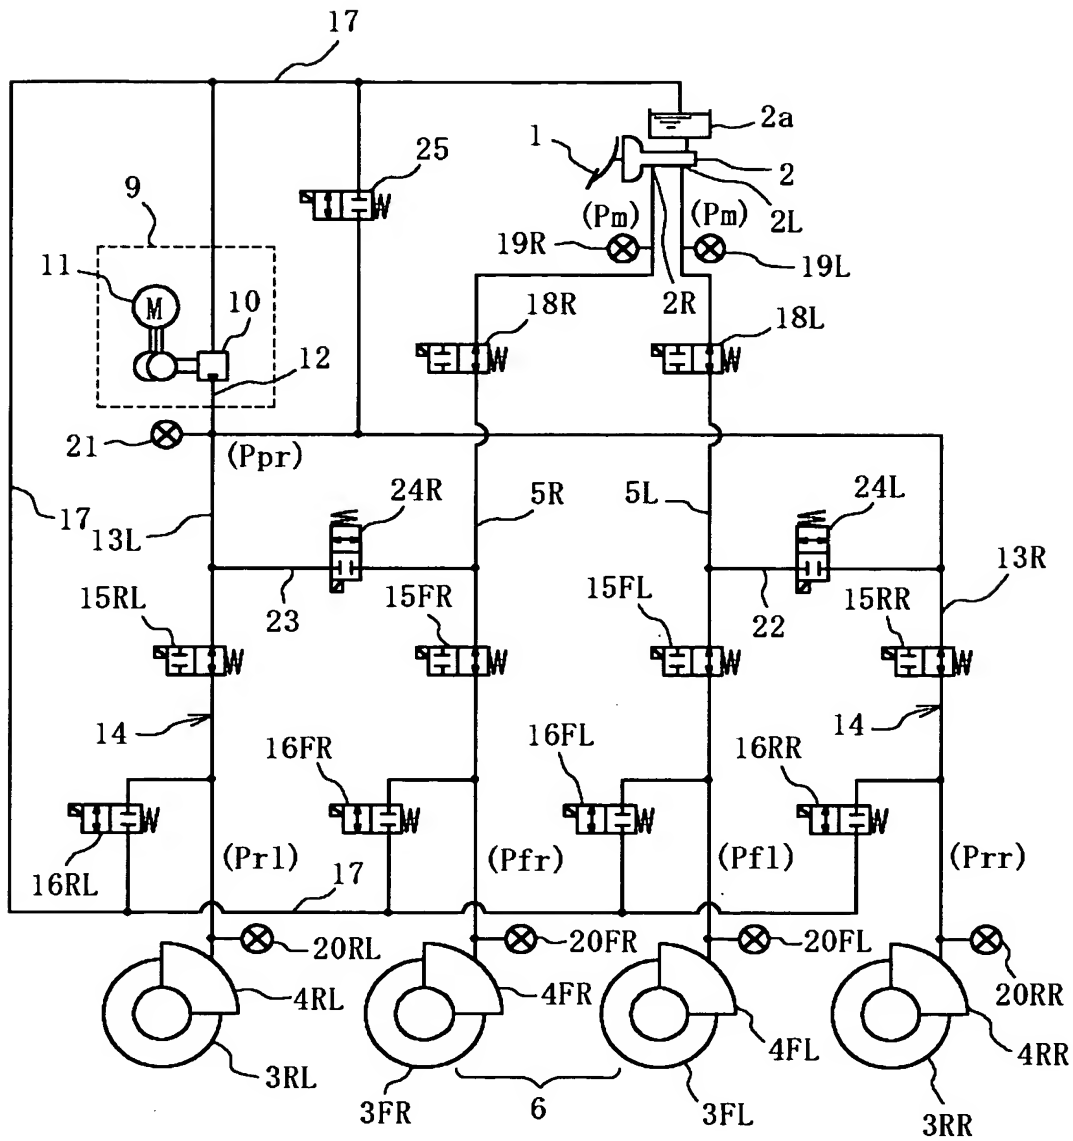 17
2a
1
2
25
(Pm)
(Pm)
2L
9
19R
19L
11
M
10
2R
18R
18L
12
21
(Ppr)
24R
5R
5L
24L
17
13L
13R
15RL
23
15FR
15FL
22
15RR
14
14
16FR
16FL
16RR
(Prl)
(Pfr)
(Pfl)
(Prr)
16RL
17
20RL
20FR
20FL
20RR
4RL
4FR
4FL
4RR
3RL
3FR
6
3FL
3RR